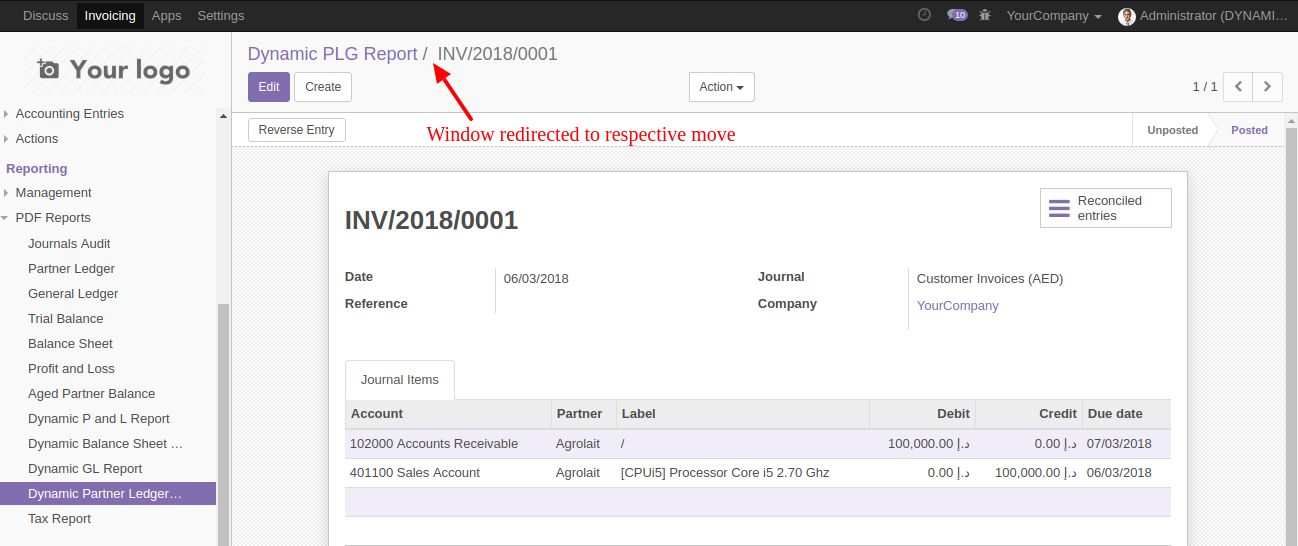 Discuss Invoicing Apps Settings 10 YourCompany Administrator (DYNAMI...
Your logo
Dynamic PLG Report / INV/2018/0001
Edit Create Action 1 / 1
Accounting Entries
Actions
Reverse Entry Window redirected to respective move Unposted Posted
Reporting
Management
PDF Reports
Journals Audit
Partner Ledger
General Ledger
Trial Balance
Balance Sheet
Profit and Loss
Aged Partner Balance
Dynamic P and L Report
Dynamic Balance Sheet ...
Dynamic GL Report
Dynamic Partner Ledger...
Tax Report
Reconciled
entries
INV/2018/0001
Date 06/03/2018 Journal Customer Invoices (AED)
Reference Company YourCompany
Journal Items
Account Partner Label Debit Credit Due date
102000 Accounts Receivable Agrolait / 100,000.00 د.إ 0.00 د.إ 07/03/2018
401100 Sales Account Agrolait [CPUi5] Processor Core i5 2.70 Ghz 0.00 د.إ 100,000.00 د.إ 06/03/2018